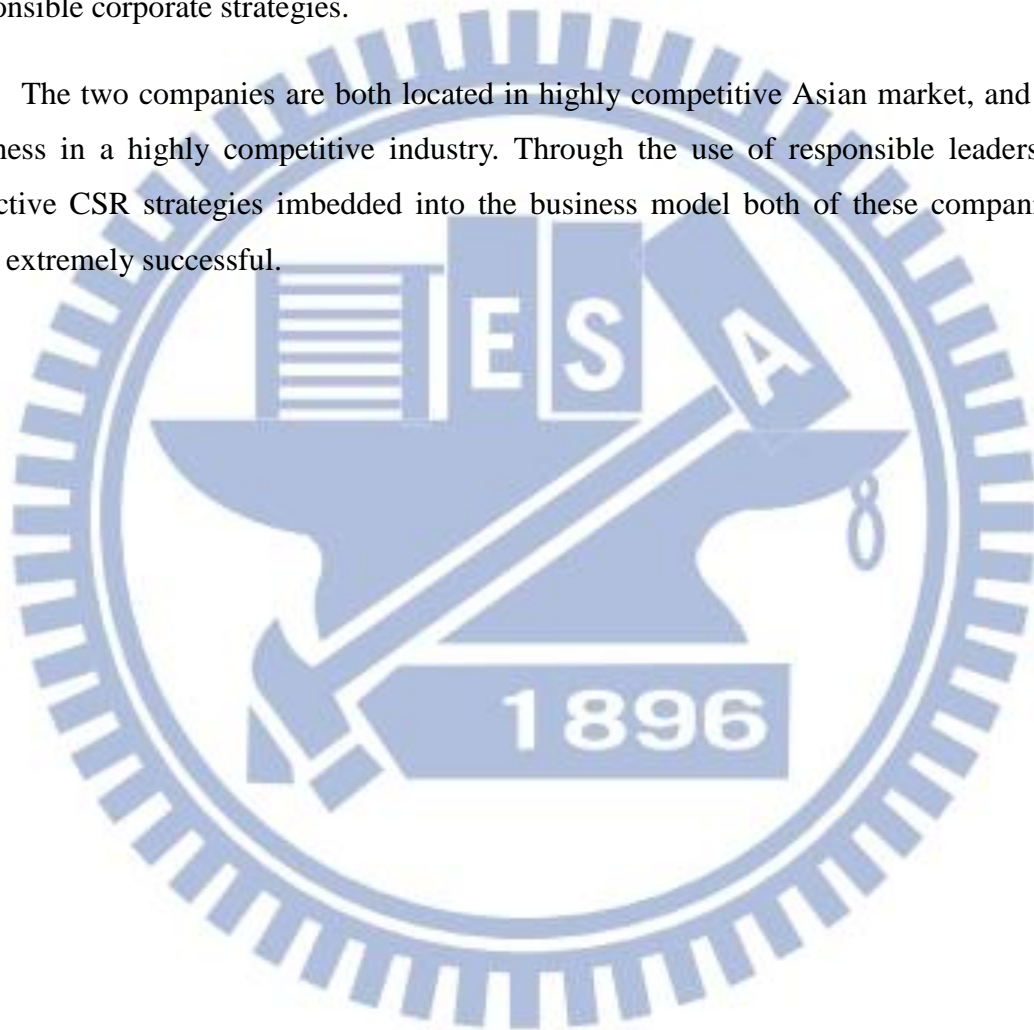 onsible corporate strategies.
The two companies are both located in highly competitive Asian market, and
ness in a highly competitive industry. Through the use of responsible leaders
ctive CSR strategies imbedded into the business model both of these compan
extremely successful.
E S A
1896